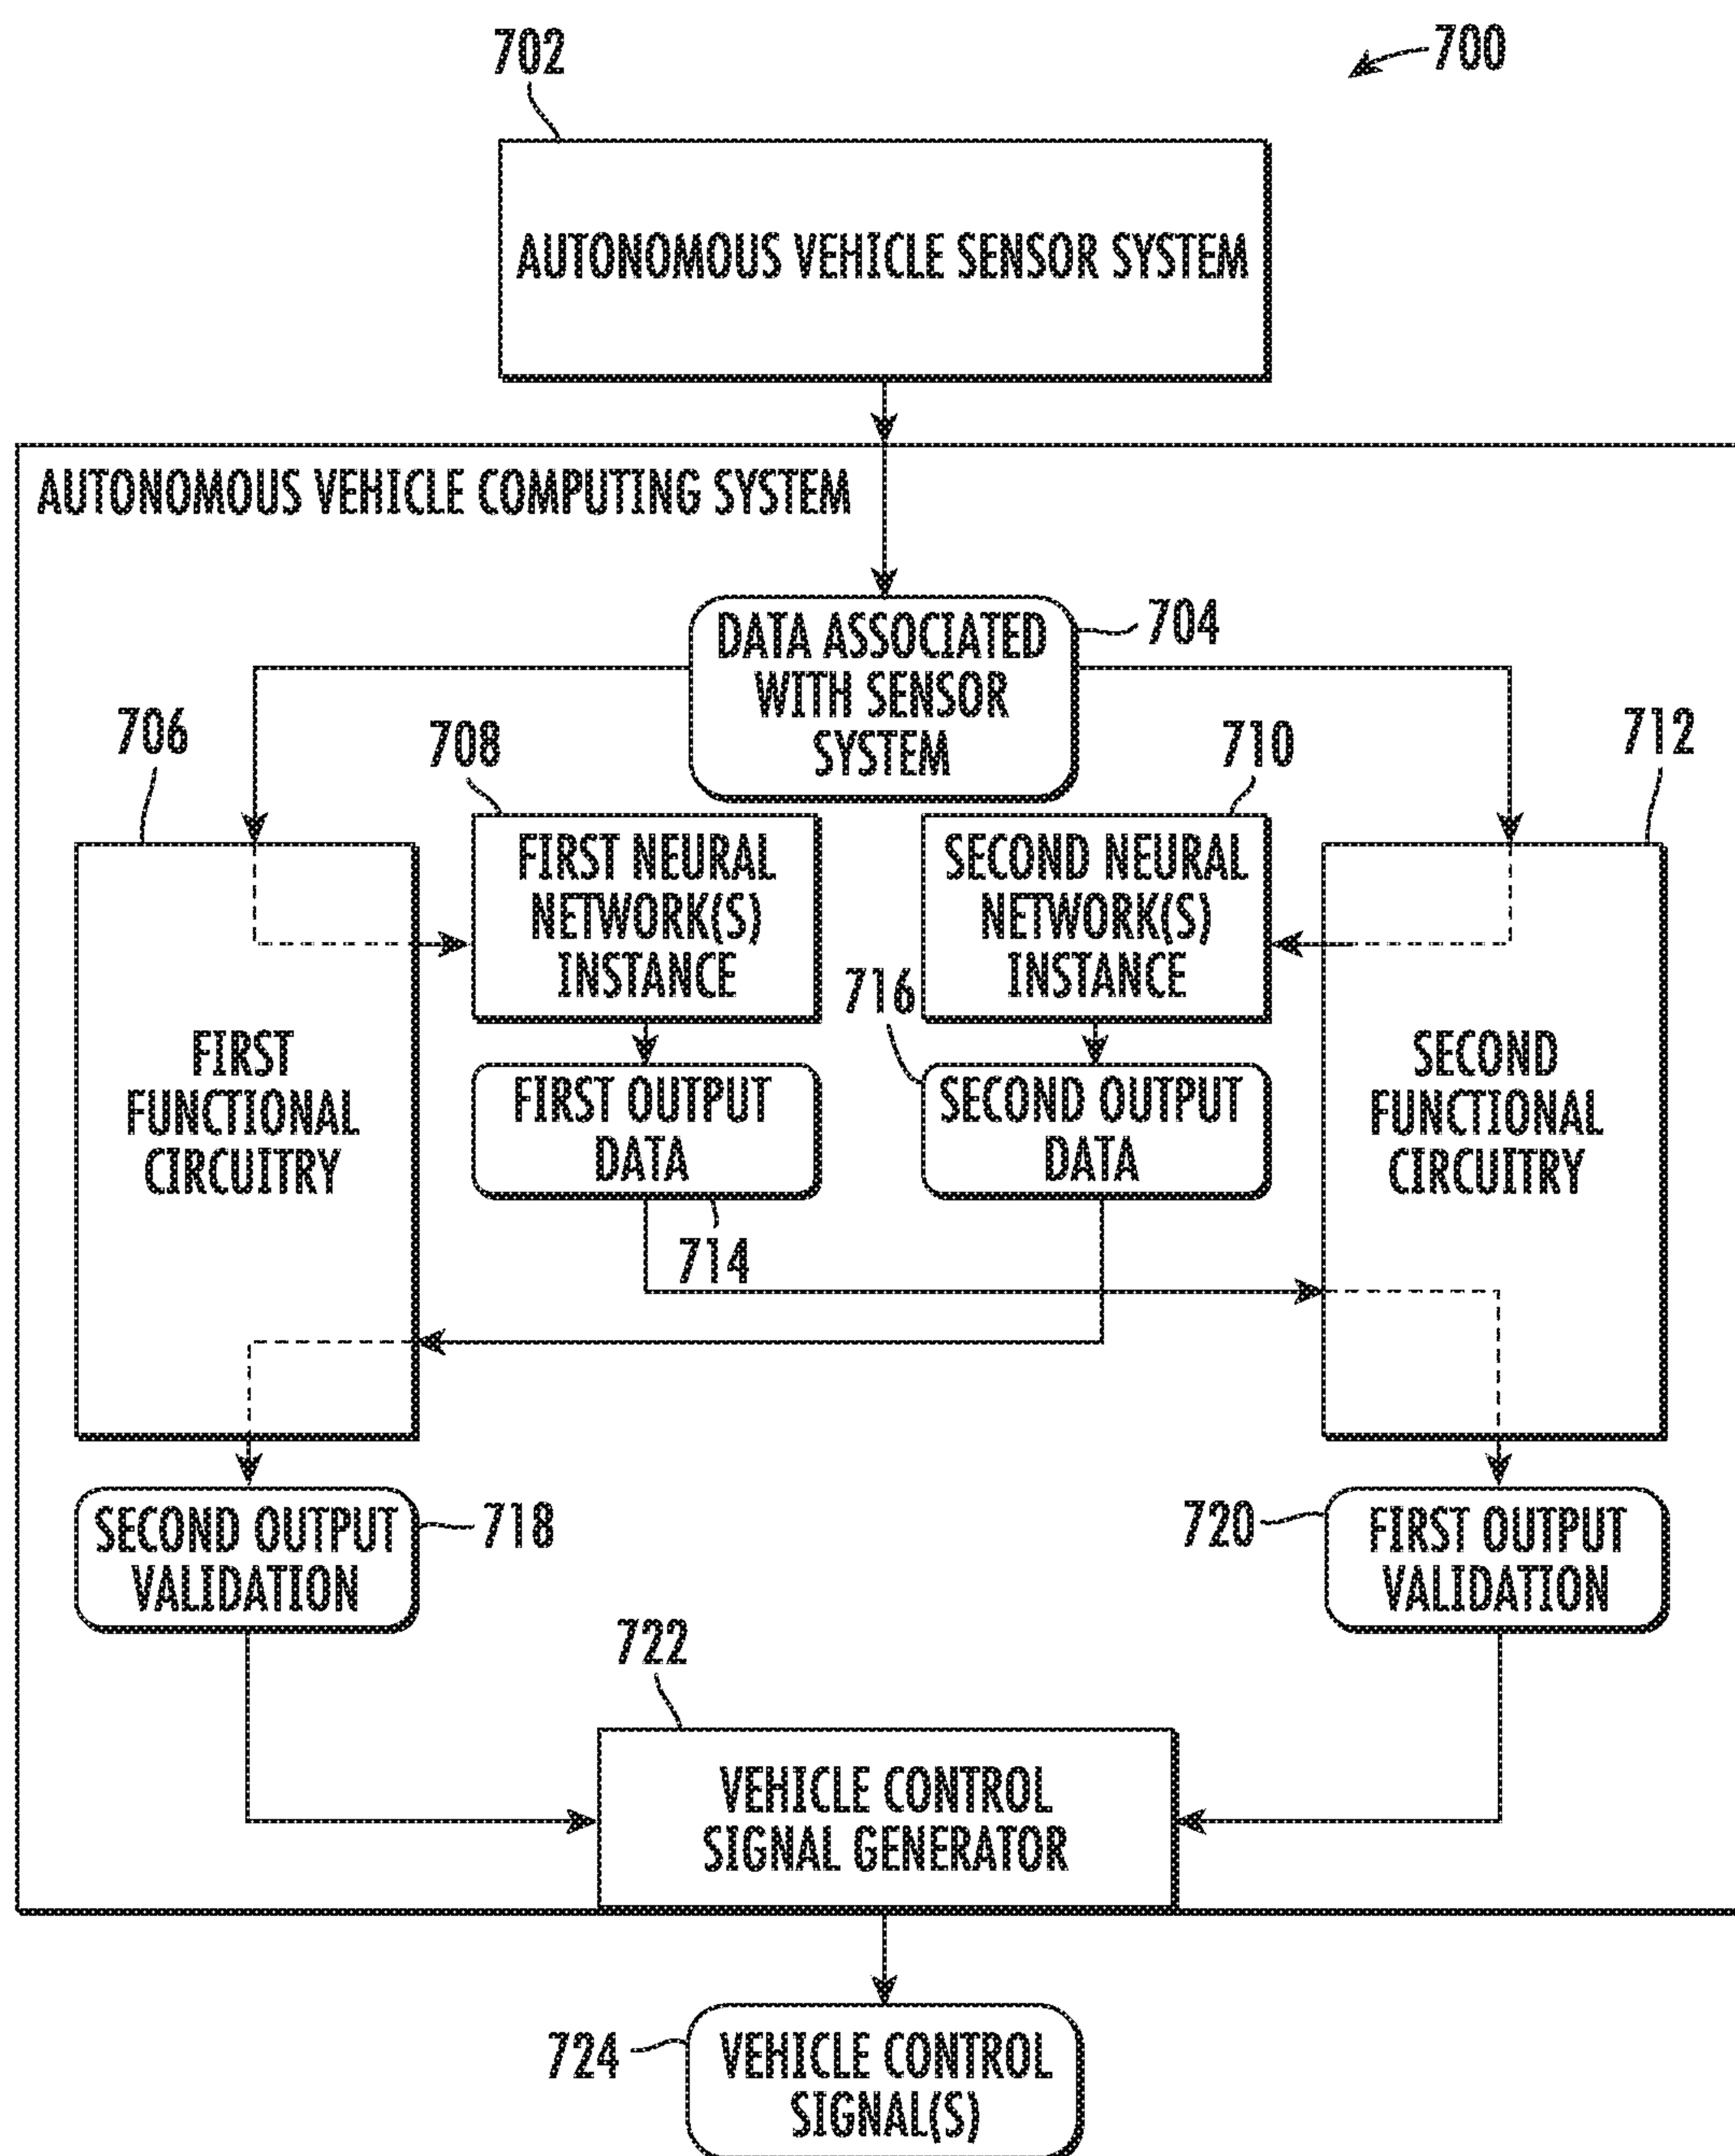 702
700
AUTONOMOUS VEHICLE SENSOR SYSTEM
AUTONOMOUS VEHICLE COMPUTING SYSTEM
DATA ASSOCIATED
WITH SENSOR
SYSTEM
704
706
708
710
712
FIRST NEURAL
NETWORK(S)
INSTANCE
SECOND NEURAL
NETWORK(S)
INSTANCE
716
FIRST
FUNCTIONAL
CIRCUITRY
FIRST OUTPUT
DATA
SECOND OUTPUT
DATA
SECOND
FUNCTIONAL
CIRCUITRY
714
SECOND OUTPUT
VALIDATION
718
720
FIRST OUTPUT
VALIDATION
722
VEHICLE CONTROL
SIGNAL GENERATOR
724
VEHICLE CONTROL
SIGNAL(S)